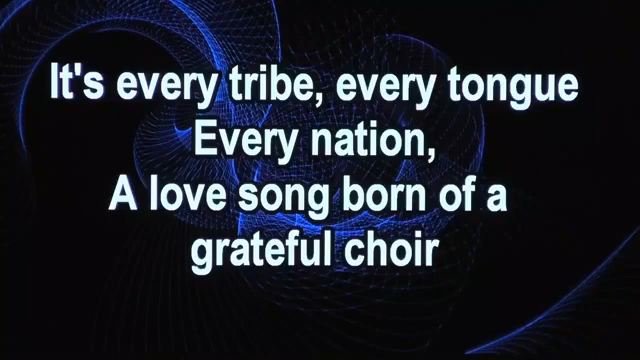 It's every tribe, every tongue
Every nation,
A love song born of a
grateful choir